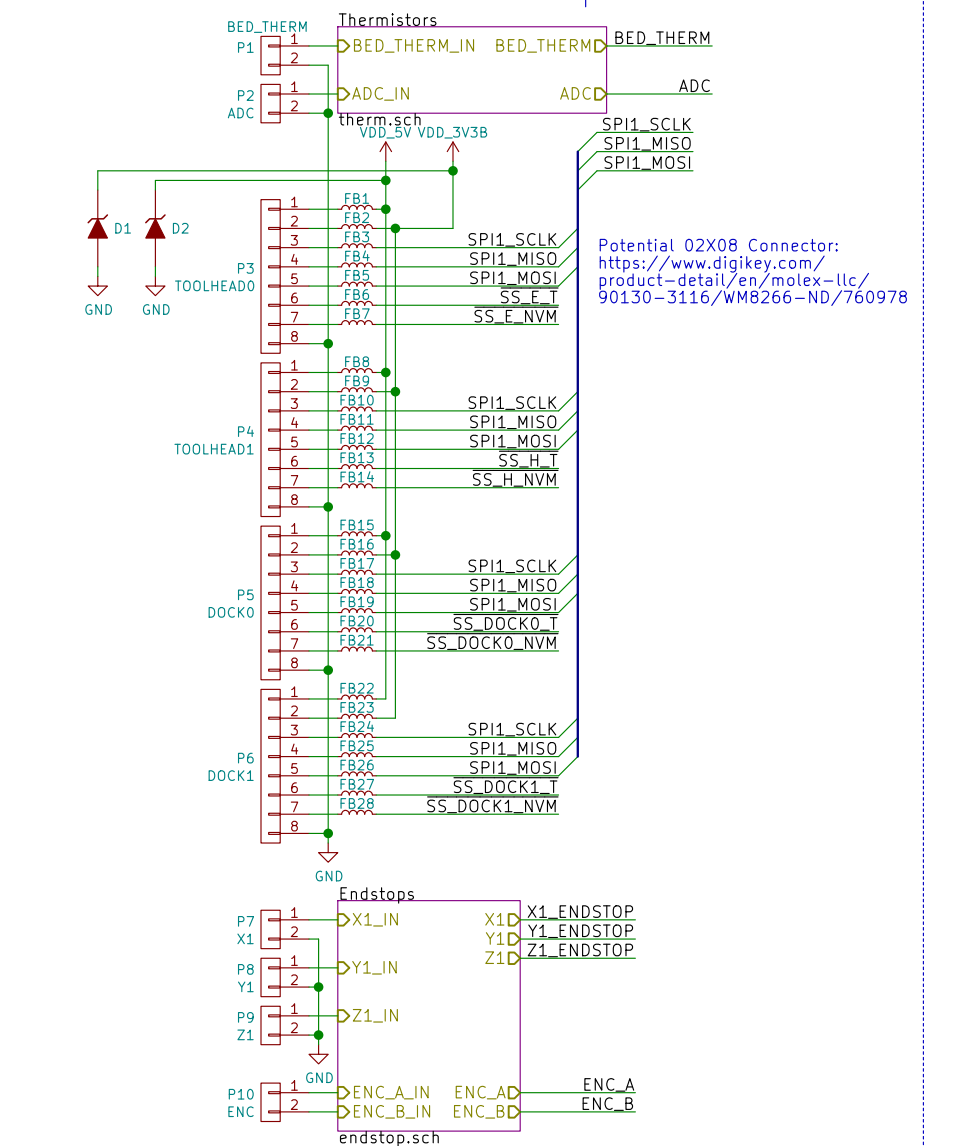 Thermistors
BED_THERM
P1
1
2
BED_THERM_IN
BED_THERM
BED_THERM
P2
ADC
1
2
ADC_IN
ADC
ADC
therm.sch
VDD_5V
VDD_3V3B
SPI1_SCLK
SPI1_MISO
SPI1_MOSI
D1
D2
GND
GND
P3
TOOLHEAD0
1
2
3
4
5
6
7
8
FB1
FB2
FB3
FB4
FB5
FB6
FB7
SPI1_SCLK
SPI1_MISO
SPI1_MOSI
SS_E_T
SS_E_NVM
Potential 02X08 Connector:
https://www.digikey.com/
product-detail/en/molex-llc/
90130-3116/WM8266-ND/760978
P4
TOOLHEAD1
1
2
3
4
5
6
7
8
FB8
FB9
FB10
FB11
FB12
FB13
FB14
SPI1_SCLK
SPI1_MISO
SPI1_MOSI
SS_H_T
SS_H_NVM
P5
DOCK0
1
2
3
4
5
6
7
8
FB15
FB16
FB17
FB18
FB19
FB20
FB21
SPI1_SCLK
SPI1_MISO
SPI1_MOSI
SS_DOCK0_T
SS_DOCK0_NVM
P6
DOCK1
1
2
3
4
5
6
7
8
FB22
FB23
FB24
FB25
FB26
FB27
FB28
SPI1_SCLK
SPI1_MISO
SPI1_MOSI
SS_DOCK1_T
SS_DOCK1_NVM
GND
Endstops
P7
X1
1
2
X1_IN
X1
X1_ENDSTOP
Y1
Y1_ENDSTOP
Z1
Z1_ENDSTOP
P8
Y1
1
2
Y1_IN
P9
Z1
1
2
Z1_IN
GND
P10
ENC
1
2
ENC_A_IN
ENC_B_IN
ENC_A
ENC_B
ENC_A
ENC_B
endstop.sch